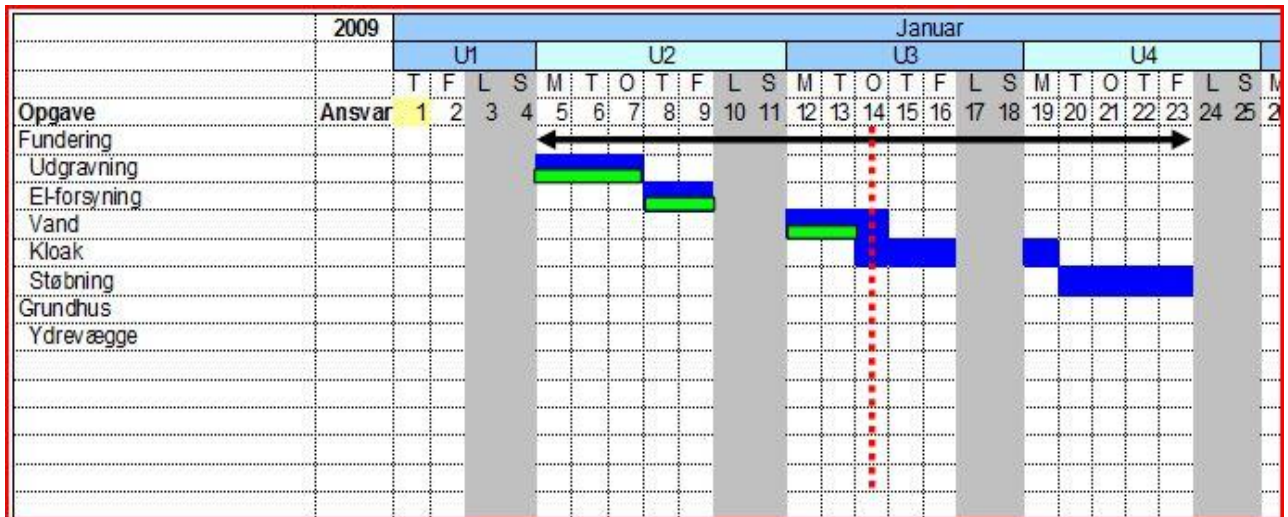 2009 Januar
U1 U2 U3 U4
T F L S M T O T F L S M T O T F L S M T O T F L S M
Opgave Ansvar 1 2 3 4 5 6 7 8 9 10 11 12 13 14 15 16 17 18 19 20 21 22 23 24 25
Fundering
Udgravning
El-forsyning
Vand
Kloak
Støbning
Grundhus
Ydrevægge